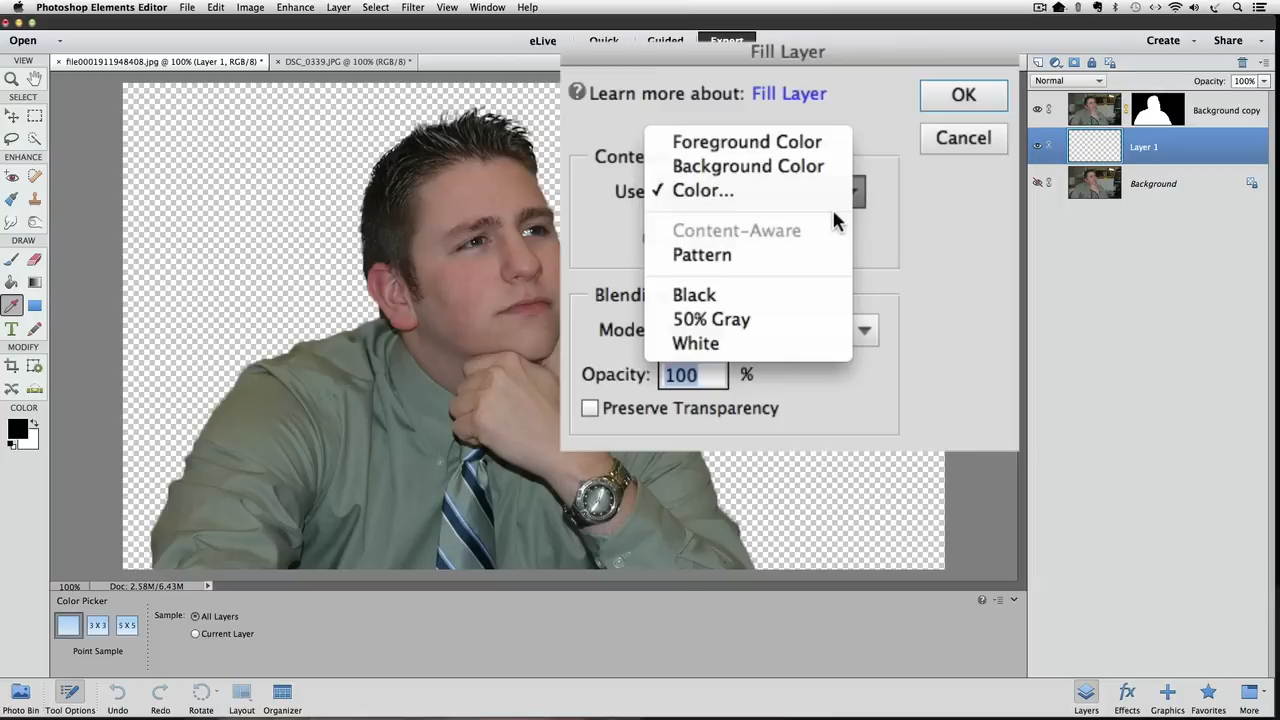 Photoshop Elements Editor File Edit Image Enhance Layer Select Filter View Window Help
Open eLive Quick Guided Expert Create Share
file0001911948408.jpg @ 100% (Layer 1, RGB/8) * DSC_0339.JPG @ 100% (RGB/8) *
VIEW
SELECT
ENHANCE
DRAW
MODIFY
COLOR
Fill Layer
Learn more about: Fill Layer
OK
Cancel
Conte
Use
Foreground Color
Background Color
✓ Color...
Content-Aware
Pattern
Black
50% Gray
White
Blendi
Mode
Opacity: 100 %
Preserve Transparency
Normal Opacity: 100%
Background copy
Layer 1
Background
100% Doc: 2.58M/6.43M
Color Picker
Sample: All Layers
Current Layer
3 X 3 5 X 5
Point Sample
Photo Bin Tool Options Undo Redo Rotate Layout Organizer
Layers Effects Graphics Favorites More